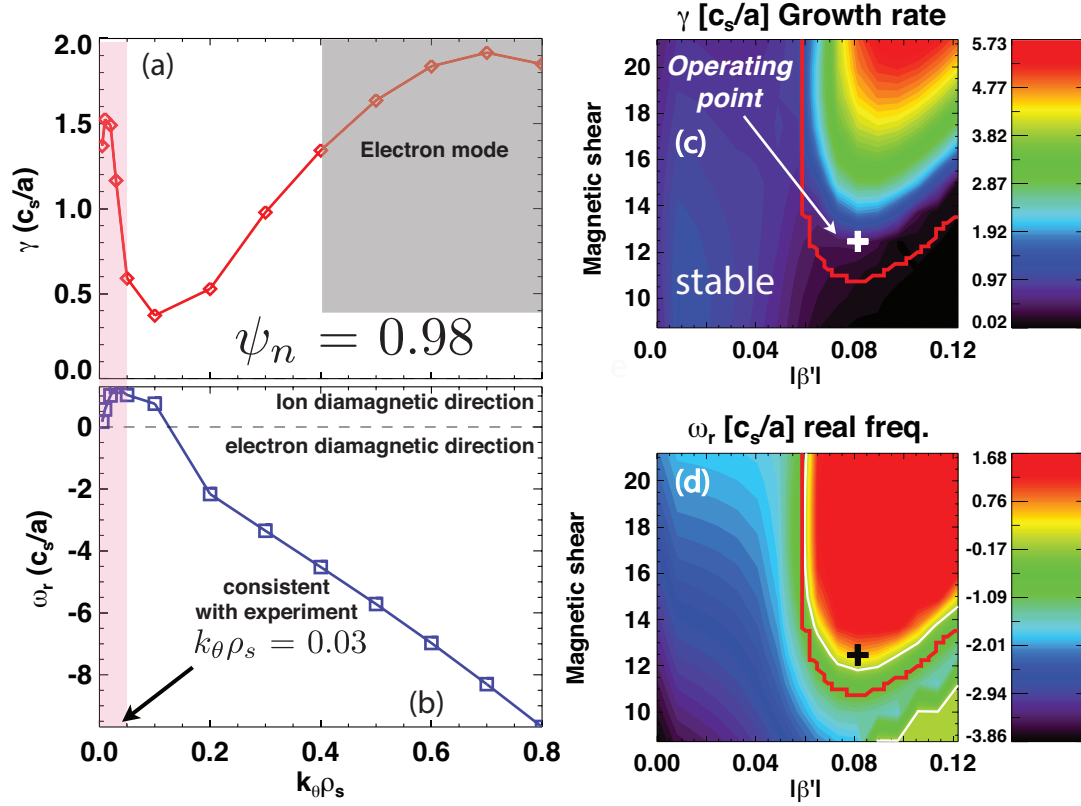 2.0
1.5
1.0
0.5
0.0
γ (cₛ/a)
(a)
Electron mode
ψₙ = 0.98
0
-2
-4
-6
-8
ωᵣ (cₛ/a)
Ion diamagnetic direction
electron diamagnetic direction
consistent
with experiment
k_θρₛ = 0.03
(b)
0.0 0.2 0.4 0.6 0.8
k_θρₛ
γ [cₛ/a] Growth rate
20
18
16
14
12
10
Magnetic shear
Operating
point
(c)
stable
0.0 0.04 0.08 0.12
|β'|
5.73
4.77
3.82
2.87
1.92
0.97
0.02
e
ωᵣ [cₛ/a] real freq.
20
18
16
14
12
10
Magnetic shear
(d)
0.00 0.04 0.08 0.12
|β'|
1.68
0.76
-0.17
-1.09
-2.01
-2.94
-3.86